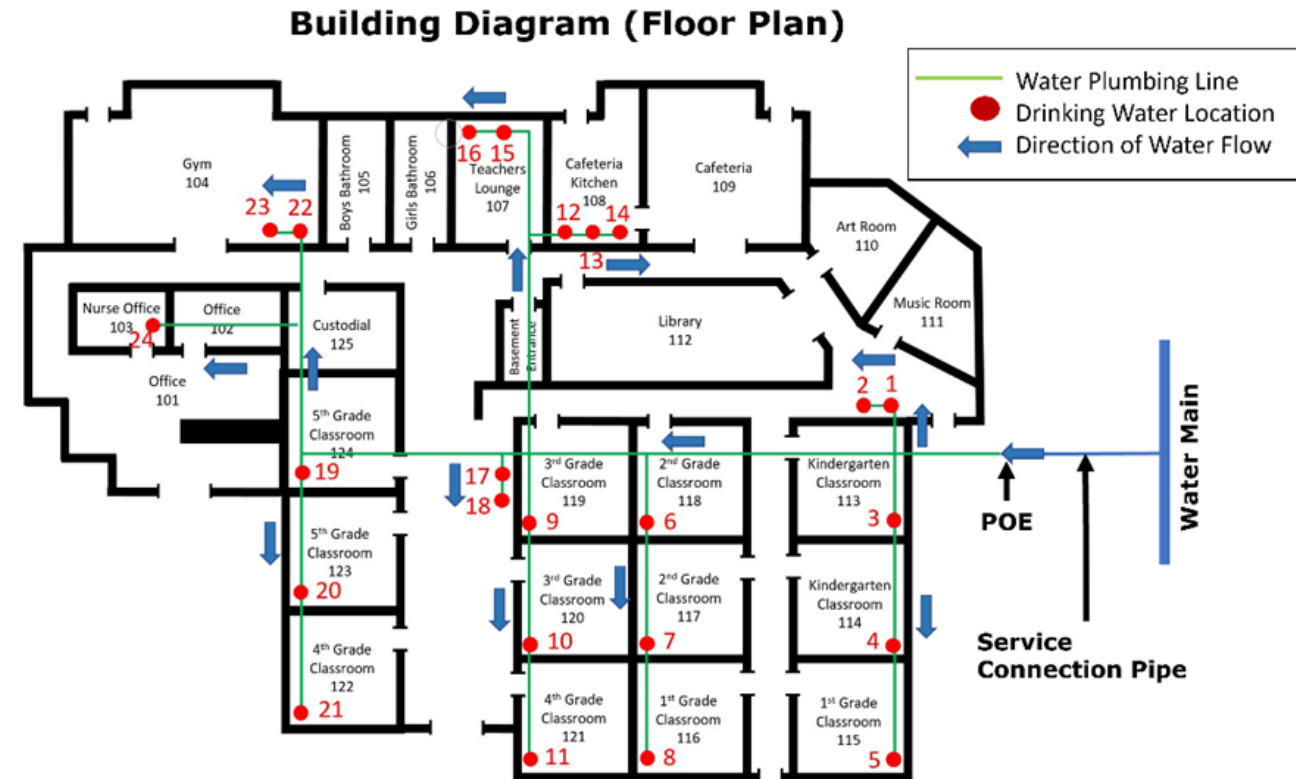 Building Diagram (Floor Plan)
Water Plumbing Line
Drinking Water Location
Direction of Water Flow
Gym
104
23
22
Boys Bathroom
105
Girls Bathroom
106
16
15
Teachers
Lounge
107
Cafeteria
Kitchen
108
12
14
13
Cafeteria
109
Art Room
110
Music Room
111
Nurse Office
103
24
Office
102
Custodial
125
Office
101
Basement
Entrance
Library
112
2
1
5th Grade
Classroom
124
19
17
18
3rd Grade
Classroom
119
9
2nd Grade
Classroom
118
6
Kindergarten
Classroom
113
3
POE
Water Main
5th Grade
Classroom
123
20
3rd Grade
Classroom
120
10
2nd Grade
Classroom
117
7
Kindergarten
Classroom
114
4
Service
Connection Pipe
4th Grade
Classroom
122
21
4th Grade
Classroom
121
11
1st Grade
Classroom
116
8
1st Grade
Classroom
115
5